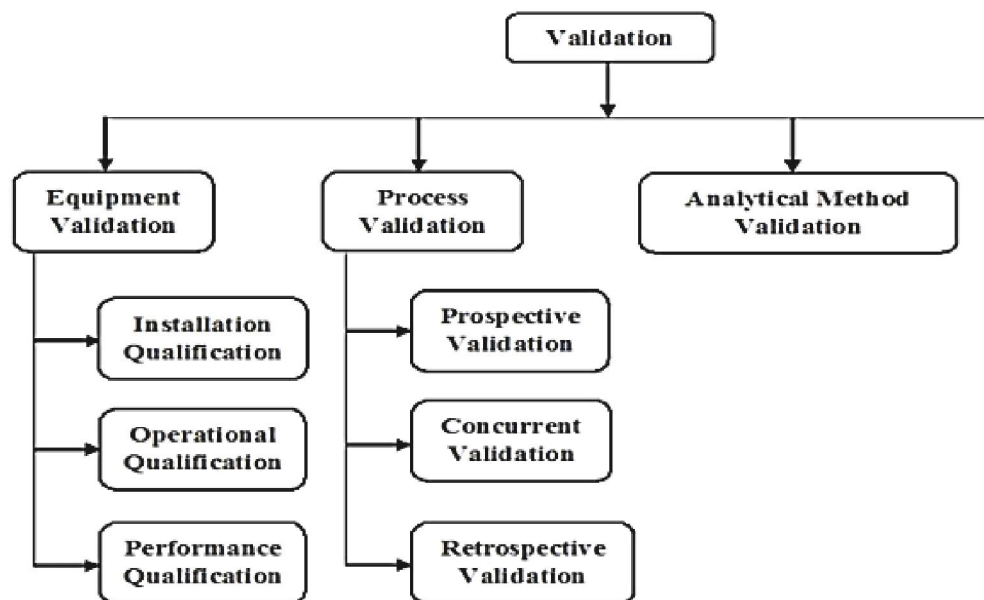 Validation
Equipment
Validation
Process
Validation
Analytical Method
Validation
Installation
Qualification
Prospective
Validation
Operational
Qualification
Concurrent
Validation
Performance
Qualification
Retrospective
Validation